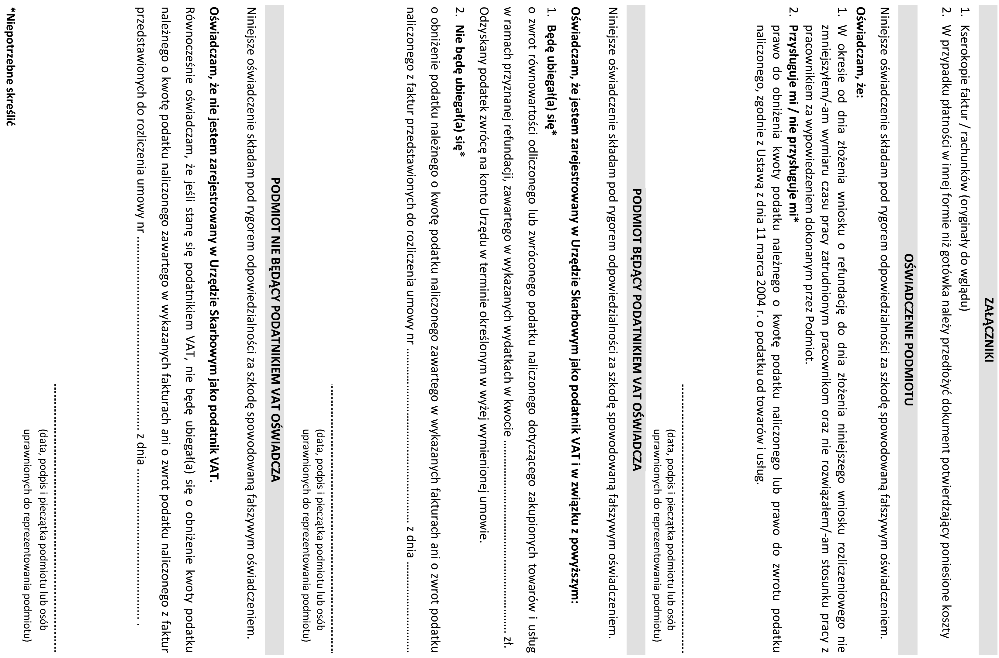 ZAŁĄCZNIKI
1. Kserokopie faktur / rachunków (oryginały do wglądu)
2. W przypadku płatności w innej formie niż gotówka należy przedłożyć dokument potwierdzający poniesione koszty
OŚWIADCZENIE PODMIOTU
Niniejsze oświadczenie składam pod rygorem odpowiedzialności za szkodę spowodowaną fałszywym oświadczeniem.
Oświadczam, że:
1. W okresie od dnia złożenia wniosku o refundację do dnia złożenia niniejszego wniosku rozliczeniowego nie
zmniejszyłem/-am wymiaru czasu pracy zatrudnionym pracownikom oraz nie rozwiązałem/-am stosunku pracy z
pracownikiem za wypowiedzeniem dokonanym przez Podmiot.
2. Przysługuje mi / nie przysługuje mi*
prawo do obniżenia kwoty podatku należnego o kwotę podatku naliczonego lub prawo do zwrotu podatku
naliczonego, zgodnie z Ustawą z dnia 11 marca 2004 r. o podatku od towarów i usług.
(data, podpis i pieczątka podmiotu lub osób
uprawnionych do reprezentowania podmiotu)
PODMIOT BĘDĄCY PODATNIKIEM VAT OŚWIADCZA
Niniejsze oświadczenie składam pod rygorem odpowiedzialności za szkodę spowodowaną fałszywym oświadczeniem.
Oświadczam, że jestem zarejestrowany w Urzędzie Skarbowym jako podatnik VAT i w związku z powyższym:
1. Będę ubiegał(a) się*
o zwrot równowartości odliczonego lub zwróconego podatku naliczonego dotyczącego zakupionych towarów i usług
w ramach przyznanej refundacji, zawartego w wykazanych wydatkach w kwocie ........................................ zł.
Odzyskany podatek zwrócę na konto Urzędu w terminie określonym w wyżej wymienionej umowie.
2. Nie będę ubiegał(a) się*
o obniżenie podatku należnego o kwotę podatku naliczonego zawartego w wykazanych fakturach ani o zwrot podatku
naliczonego z faktur przedstawionych do rozliczenia umowy nr ........................................ z dnia ....................
(data, podpis i pieczątka podmiotu lub osób
uprawnionych do reprezentowania podmiotu)
PODMIOT NIE BĘDĄCY PODATNIKIEM VAT OŚWIADCZA
Niniejsze oświadczenie składam pod rygorem odpowiedzialności za szkodę spowodowaną fałszywym oświadczeniem.
Oświadczam, że nie jestem zarejestrowany w Urzędzie Skarbowym jako podatnik VAT.
Równocześnie oświadczam, że jeśli stanę się podatnikiem VAT, nie będę ubiegał(a) się o obniżenie kwoty podatku
należnego o kwotę podatku naliczonego zawartego w wykazanych fakturach ani o zwrot podatku naliczonego z faktur
przedstawionych do rozliczenia umowy nr ........................................ z dnia ................................ .
(data, podpis i pieczątka podmiotu lub osób
uprawnionych do reprezentowania podmiotu)
*Niepotrzebne skreślić